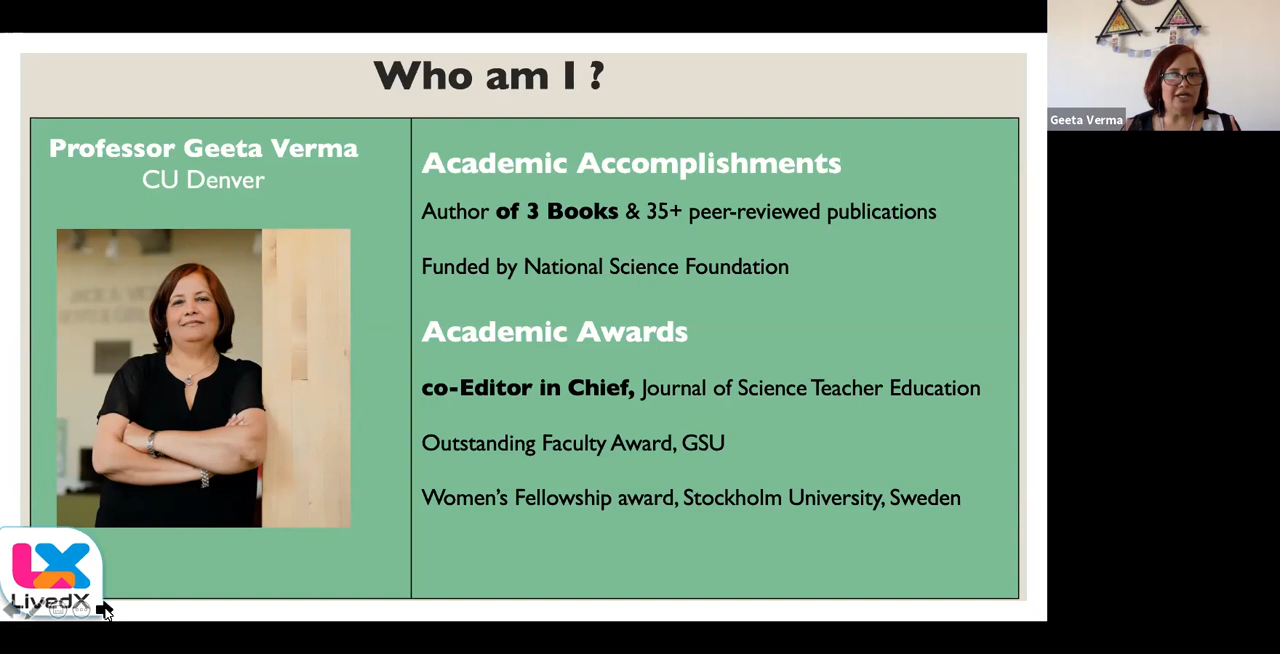 Who am I ?
Professor Geeta Verma
CU Denver
Academic Accomplishments
Author of 3 Books & 35+ peer-reviewed publications
Funded by National Science Foundation
Academic Awards
co-Editor in Chief, Journal of Science Teacher Education
Outstanding Faculty Award, GSU
Women’s Fellowship award, Stockholm University, Sweden
LX
LivedX
Geeta Verma